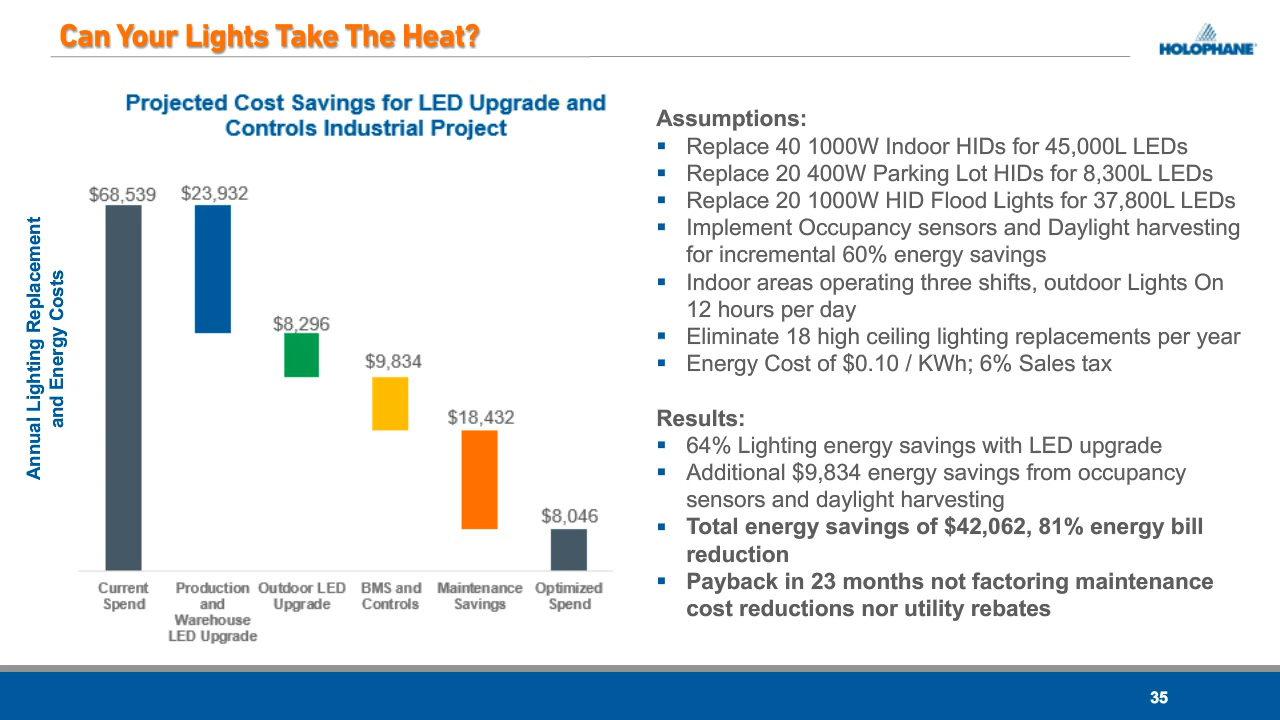 Can Your Lights Take The Heat?
HOLOPHANE®
Projected Cost Savings for LED Upgrade and
Controls Industrial Project
Annual Lighting Replacement
and Energy Costs
$68,539
$23,932
$8,296
$9,834
$18,432
$8,046
Current
Spend
Production
and
Warehouse
LED Upgrade
Outdoor LED
Upgrade
BMS and
Controls
Maintenance
Savings
Optimized
Spend
Assumptions:
▪ Replace 40 1000W Indoor HIDs for 45,000L LEDs
▪ Replace 20 400W Parking Lot HIDs for 8,300L LEDs
▪ Replace 20 1000W HID Flood Lights for 37,800L LEDs
▪ Implement Occupancy sensors and Daylight harvesting
for incremental 60% energy savings
▪ Indoor areas operating three shifts, outdoor Lights On
12 hours per day
▪ Eliminate 18 high ceiling lighting replacements per year
▪ Energy Cost of $0.10 / KWh; 6% Sales tax
Results:
▪ 64% Lighting energy savings with LED upgrade
▪ Additional $9,834 energy savings from occupancy
sensors and daylight harvesting
▪ Total energy savings of $42,062, 81% energy bill
reduction
▪ Payback in 23 months not factoring maintenance
cost reductions nor utility rebates
35